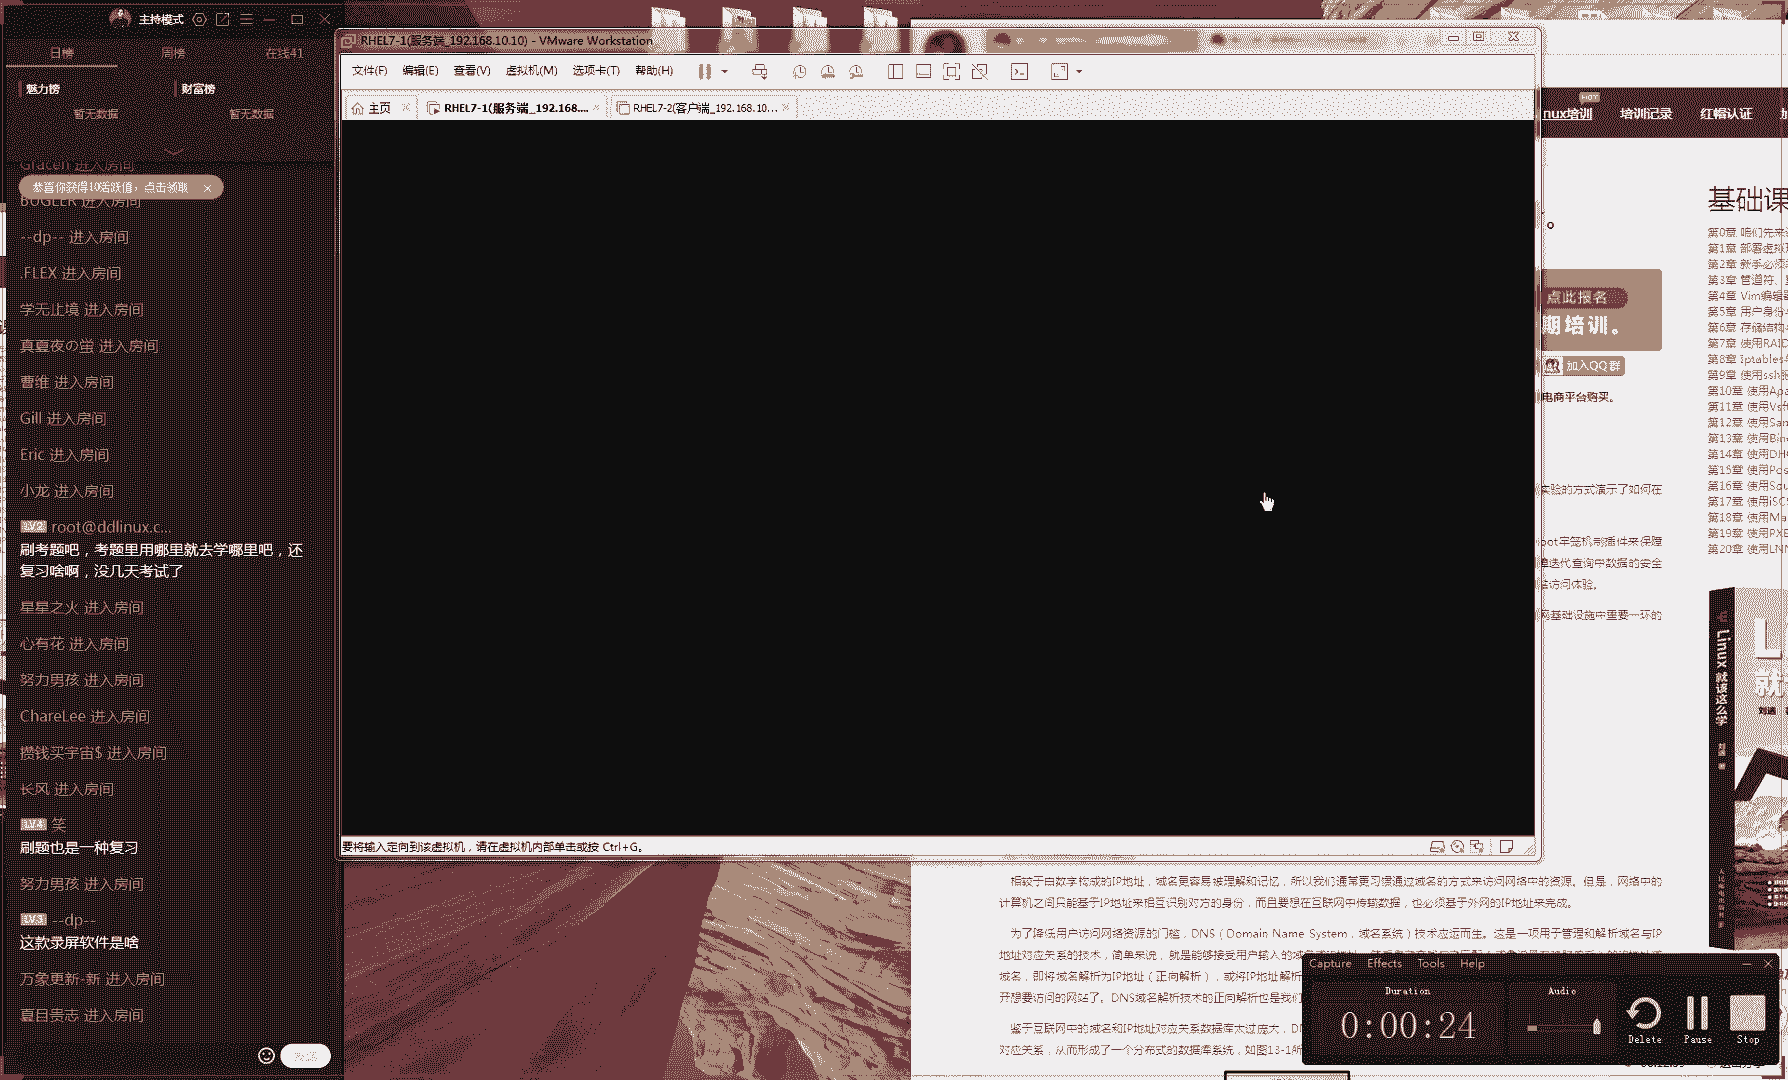 主持模式
日榜 周榜 在线41
魅力榜 财富榜
暂无数据 暂无数据
恭喜你获得10活跃值，点击领取
BUGLER 进入房间
--dp-- 进入房间
.FLEX 进入房间
学无止境 进入房间
真夏夜の萤 进入房间
曹维 进入房间
Gill 进入房间
Eric 进入房间
小龙 进入房间
LV.2 root@ddlinux.c...
刷考题吧，考题里用哪里就去学哪里吧，还
复习啥啊，没几天考试了
星星之火 进入房间
心有花 进入房间
努力男孩 进入房间
ChareLee 进入房间
攒钱买宇宙$ 进入房间
长风 进入房间
LV.4 笑
刷题也是一种复习
努力男孩 进入房间
LV.3 --dp--
这款录屏软件是啥
万象更新-新 进入房间
夏目贵志 进入房间
RHEL7-1(服务端_192.168.10.10) - VMware Workstation
文件(F) 编辑(E) 查看(V) 虚拟机(M) 选项卡(T) 帮助(H)
主页 RHEL7-1(服务端_192.168.... RHEL7-2(客户端_192.168.10...
要将输入定向到该虚拟机，请在虚拟机内部单击或按 Ctrl+G。
nux培训 HOT 培训记录 红帽认证
基础课
第0章 咱们先来
第1章 部署虚拟
第2章 新手必须
第3章 管道符、
第4章 Vim编辑
第5章 用户身份
第6章 存储结构
第7章 使用RAID
第8章 Iptables
第9章 使用ssh
第10章 使用Apa
第11章 使用Vsft
第12章 使用San
第13章 使用Bin
第14章 使用DH
第15章 使用Pos
第16章 使用Squ
第17章 使用iSCS
第18章 使用Ma
第19章 使用PXE
第20章 使用LNN
点此报名
期培训。
加入QQ群
电商平台购买。
实验的方式演示了如何在
oot牢笼机制插件来保障
迭代查询中数据的安全
访问体验。
网基础设施中重要一环的
Linux 就该这么学
刘遄 著
相较于由数字构成的IP地址，域名更容易被理解和记忆，所以我们通常更习惯通过域名的方式来访问网络中的资源。但是，网络中的
计算机之间只能基于IP地址来相互识别对方的身份，而且要想在互联网中传输数据，也必须基于外网的IP地址来完成。
为了降低用户访问网络资源的门槛，DNS（Domain Name System，域名系统）技术应运而生。这是一项用于管理和解析域名与IP
地址对应关系的技术，简单来说，就是能够接受用户输入的域
域名，即将域名解析为IP地址（正向解析），或将IP地址解析
开想要访问的网站了。DNS域名解析技术的正向解析也是我们
鉴于互联网中的域名和IP地址对应关系数据库太过庞大，DN
对应关系，从而形成了一个分布式的数据库系统，如图13-1所
Capture Effects Tools Help
Duration Audio
0:00:24
Delete Pause Stop